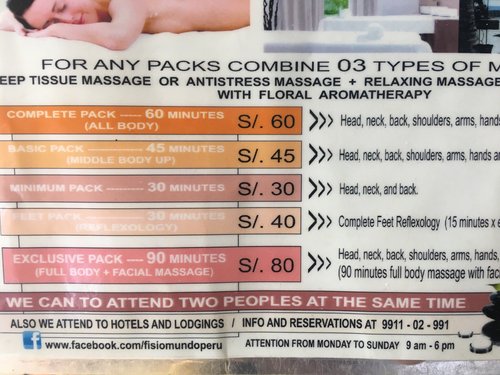 FOR ANY PACKS COMBINE 03 TYPES OF M
EEP TISSUE MASSAGE OR ANTISTRESS MASSAGE + RELAXING MASSAGE
WITH FLORAL AROMATHERAPY
COMPLETE PACK ----- 60 MINUTES S/. 60 >>> Head, neck, back, shoulders, arms, hands
(ALL BODY)
BASIC PACK --------- 45 MINUTES S/. 45 >>> Head, neck, back, shoulders, arms, hands a
(MIDDLE BODY UP)
MINIMUM PACK ------ 30 MINUTES S/. 30 >>> Head, neck, and back.
FEET PACK ---------- 30 MINUTES S/. 40 >>> Complete Feet Reflexology (15 minutes x e
(REFLEXOLOGY)
EXCLUSIVE PACK---- 90 MINUTES S/. 80 >>> Head, neck, back, shoulders, arms, hands.
(FULL BODY + FACIAL MASSAGE) (90 minutes full body massage with faci
WE CAN TO ATTEND TWO PEOPLES AT THE SAME TIME
ALSO WE ATTEND TO HOTELS AND LODGINGS / INFO AND RESERVATIONS AT 9911 - 02 - 991
f www.facebook.com/fisiomundoperu ATTENTION FROM MONDAY TO SUNDAY 9 am - 6 pm